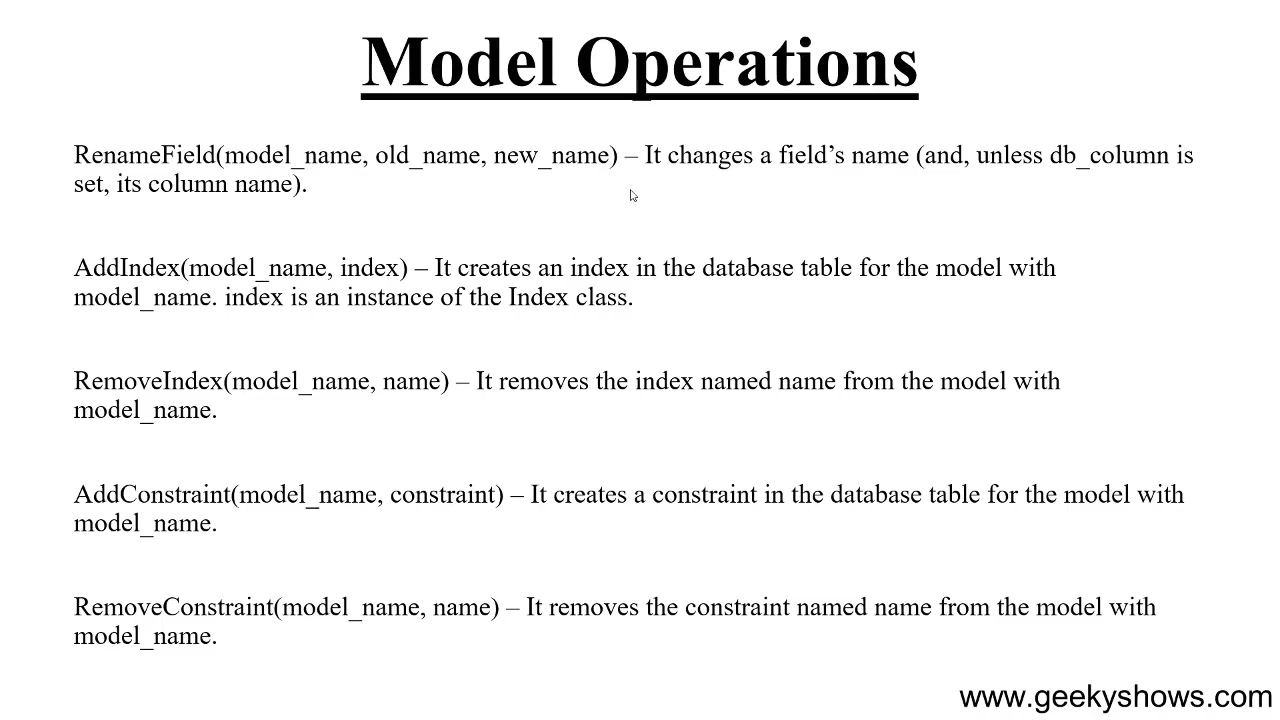 Model Operations
RenameField(model_name, old_name, new_name) – It changes a field’s name (and, unless db_column is
set, its column name).
AddIndex(model_name, index) – It creates an index in the database table for the model with
model_name. index is an instance of the Index class.
RemoveIndex(model_name, name) – It removes the index named name from the model with
model_name.
AddConstraint(model_name, constraint) – It creates a constraint in the database table for the model with
model_name.
RemoveConstraint(model_name, name) – It removes the constraint named name from the model with
model_name.
www.geekyshows.com